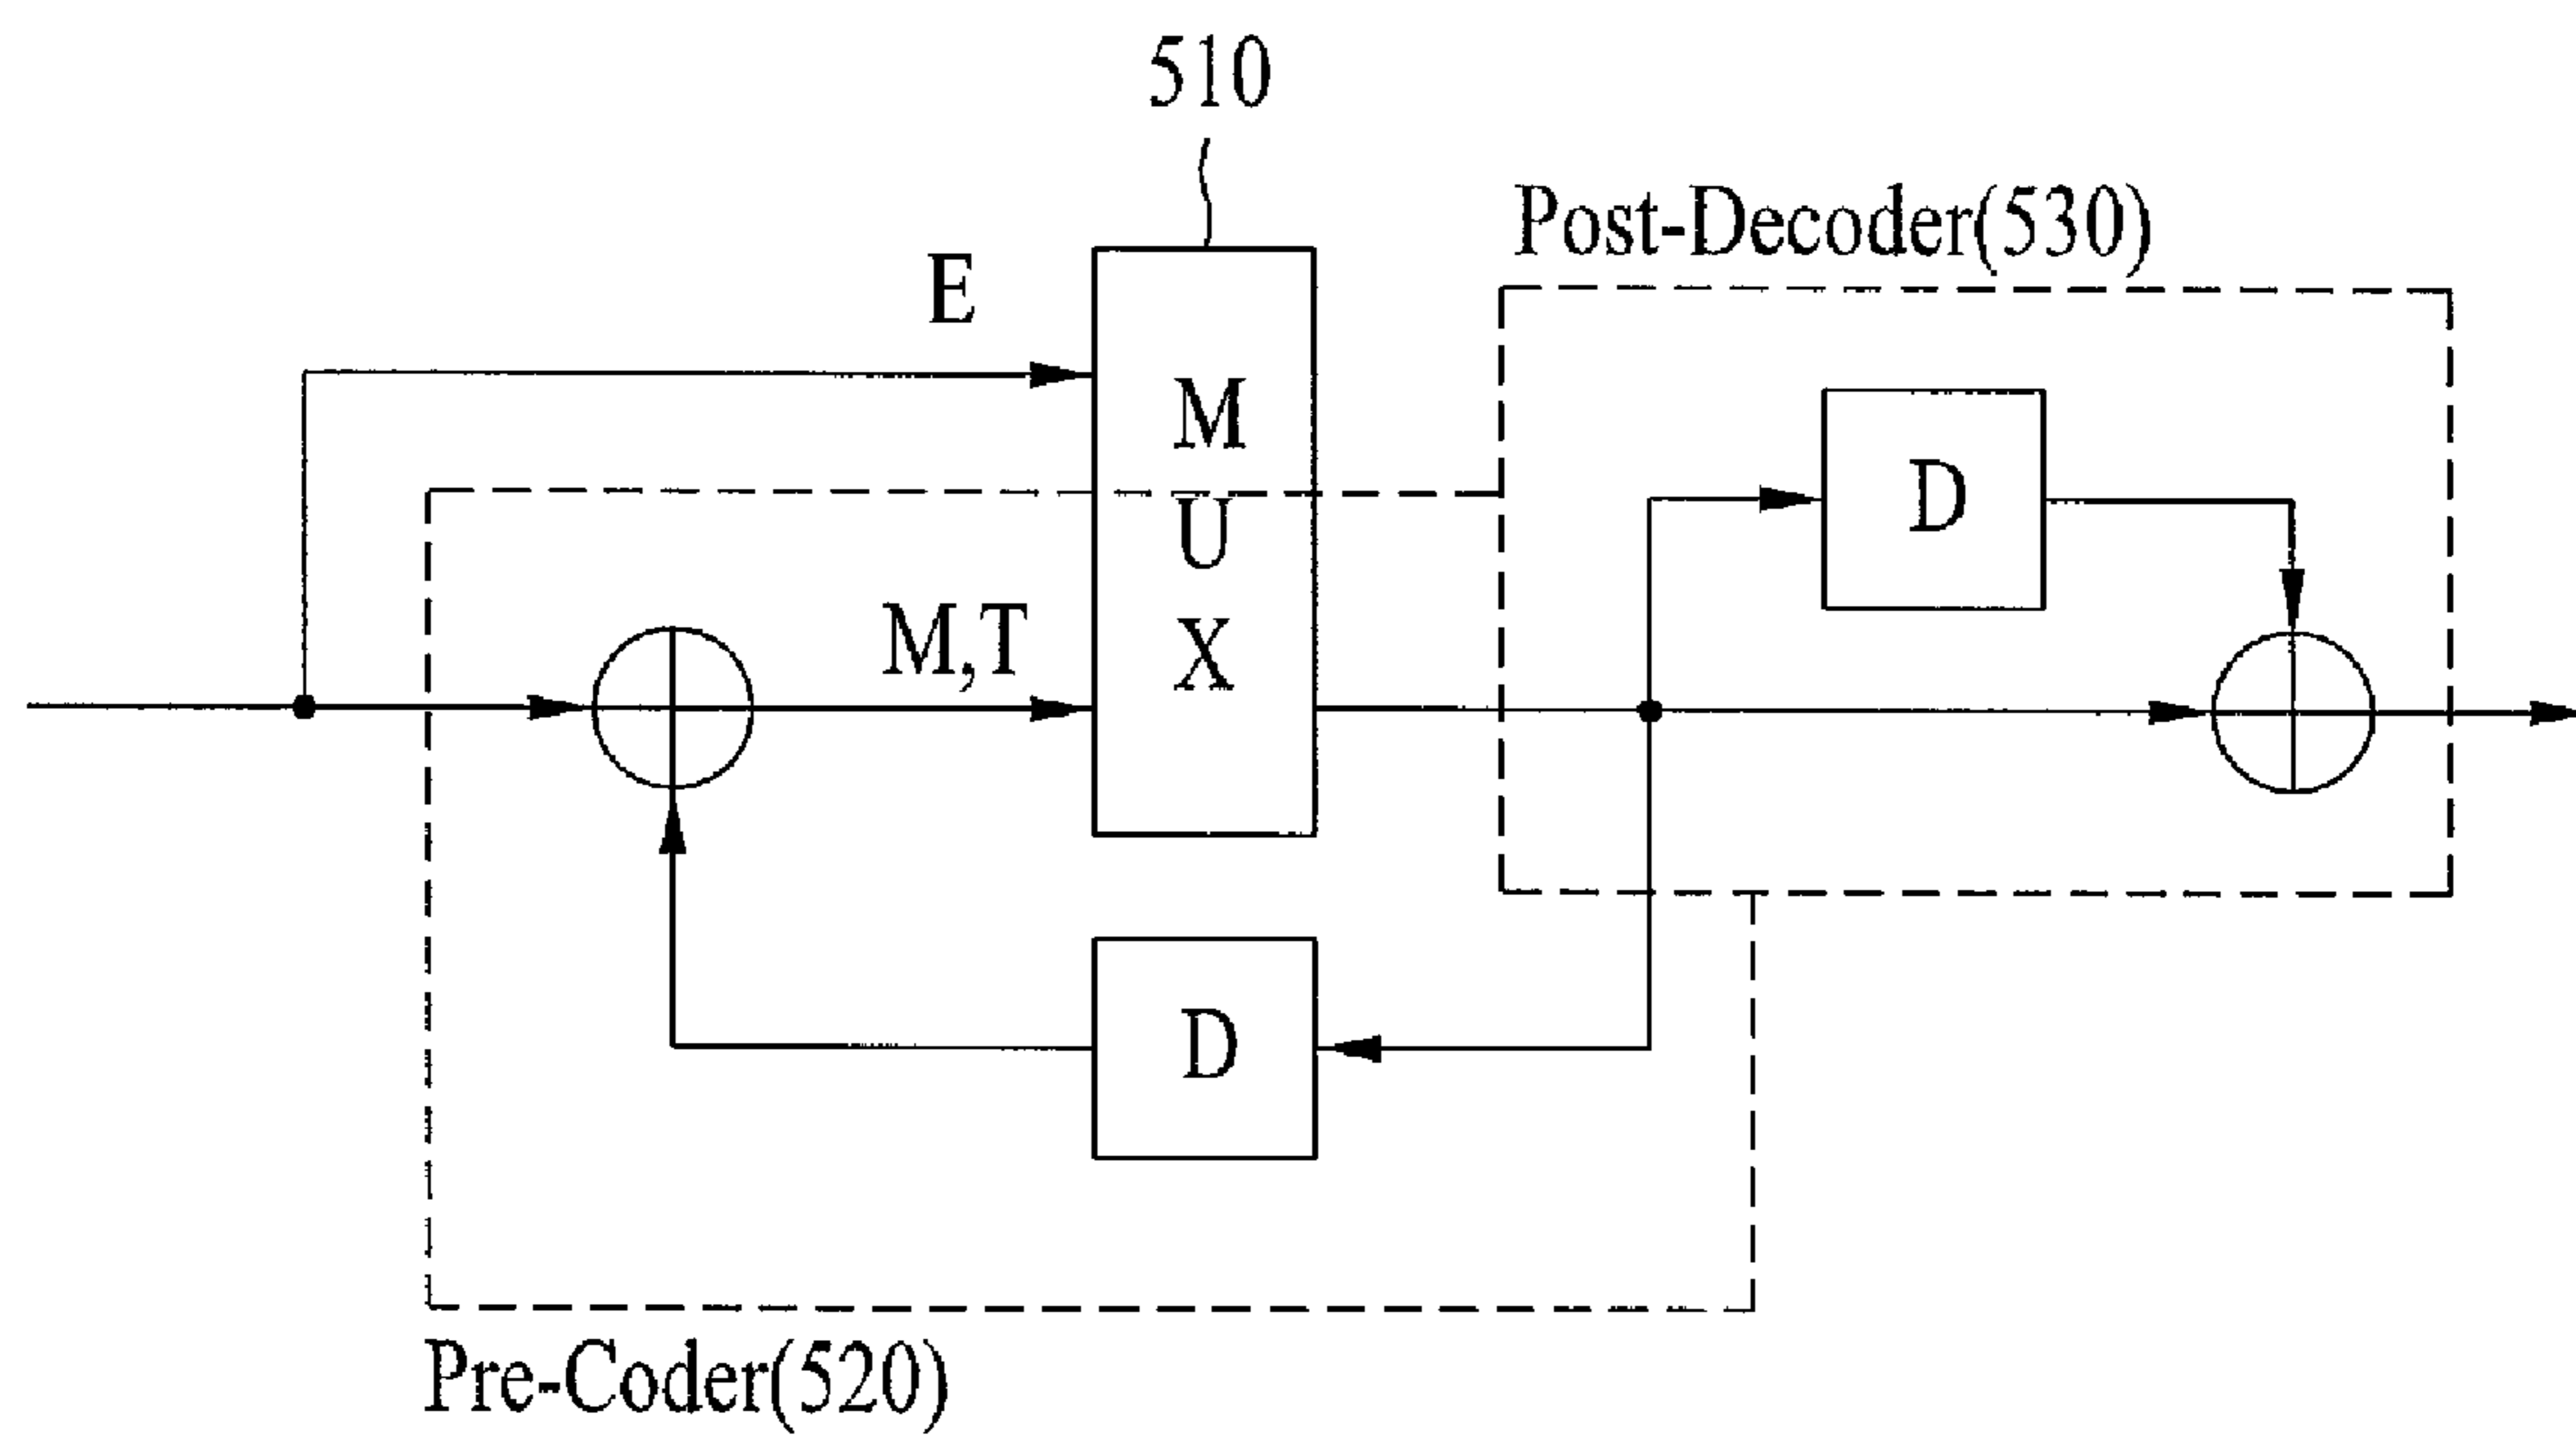 510
Post-Decoder(530)
E
M
U
X
D
M,T
D
Pre-Coder(520)